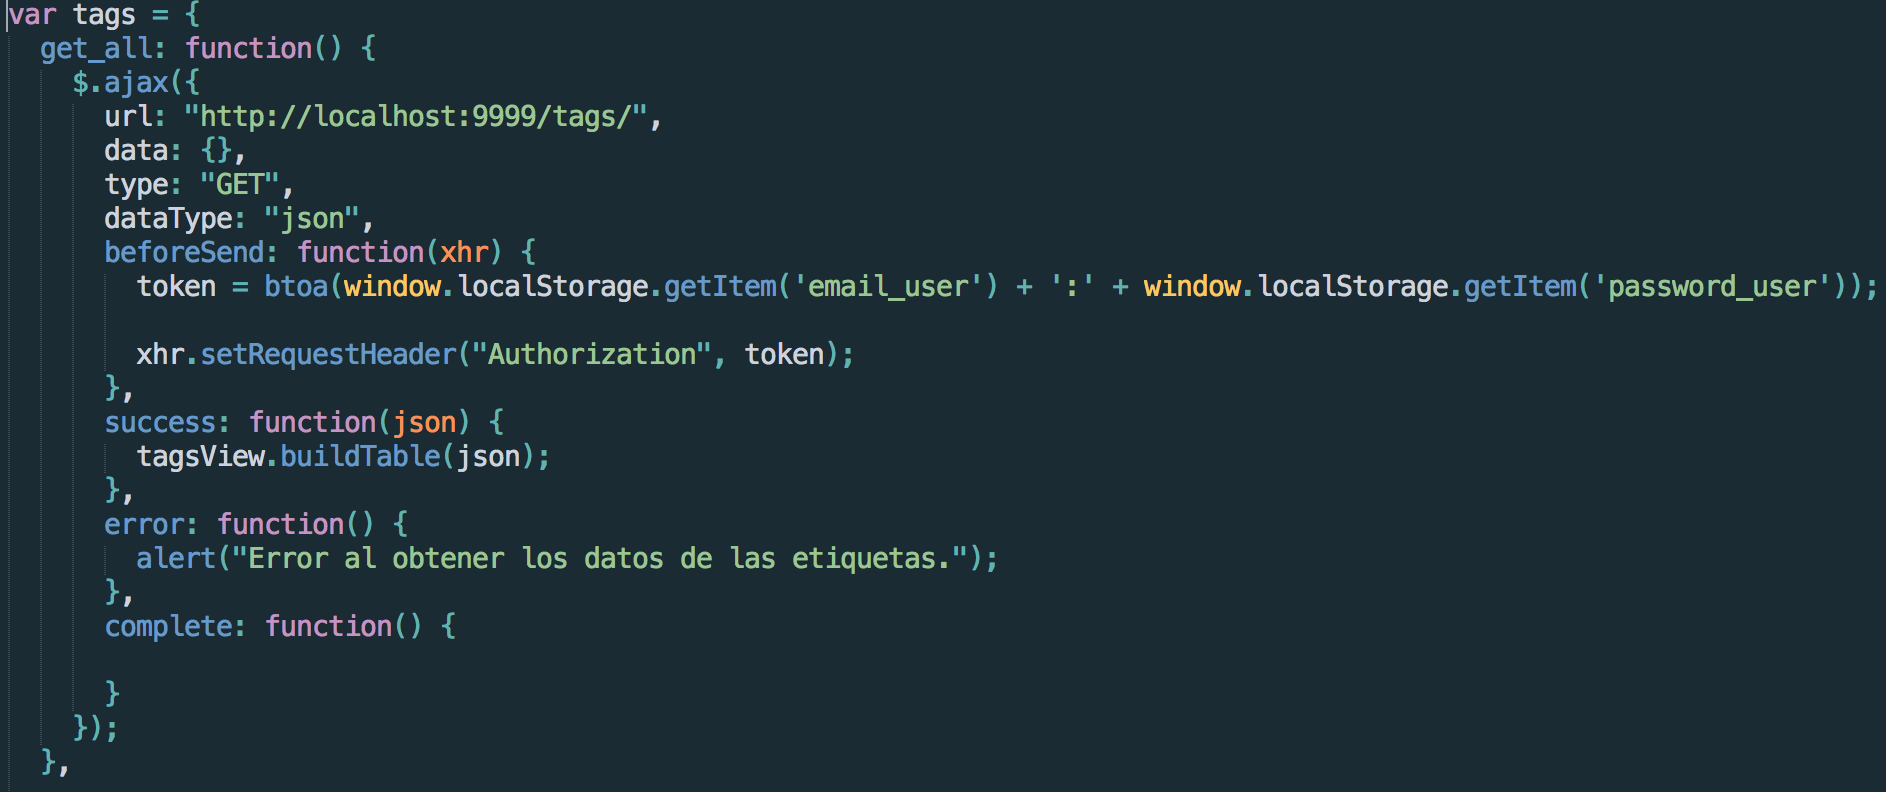 var tags = {
  get_all: function() {
    $.ajax({
      url: "http://localhost:9999/tags/",
      data: {},
      type: "GET",
      dataType: "json",
      beforeSend: function(xhr) {
        token = btoa(window.localStorage.getItem('email_user') + ':' + window.localStorage.getItem('password_user'));
        xhr.setRequestHeader("Authorization", token);
      },
      success: function(json) {
        tagsView.buildTable(json);
      },
      error: function() {
        alert("Error al obtener los datos de las etiquetas.");
      },
      complete: function() {
      }
    });
  },